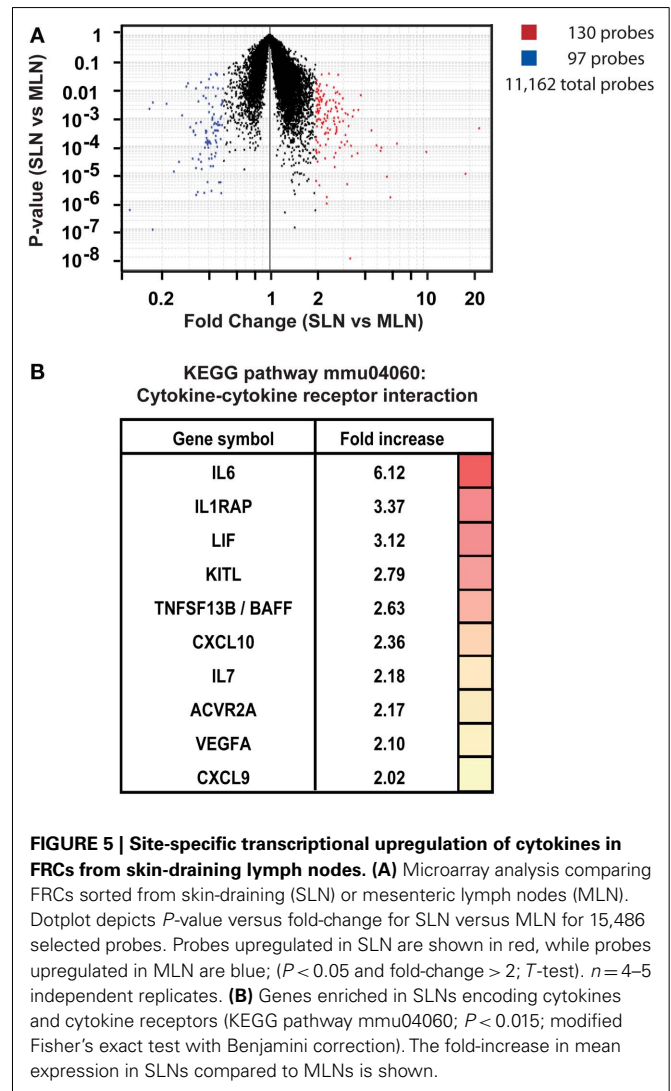 A
130 probes
97 probes
11,162 total probes
P-value (SLN vs MLN)
1
0.1
0.01
10-3
10-4
10-5
10-6
10-7
10-8
0.2
1
2
10
20
Fold Change (SLN vs MLN)
B
KEGG pathway mmu04060:
Cytokine-cytokine receptor interaction
Gene symbol Fold increase
IL6 6.12
IL1RAP 3.37
LIF 3.12
KITL 2.79
TNFSF13B / BAFF 2.63
CXCL10 2.36
IL7 2.18
ACVR2A 2.17
VEGFA 2.10
CXCL9 2.02
FIGURE 5 | Site-specific transcriptional upregulation of cytokines in
FRCs from skin-draining lymph nodes. (A) Microarray analysis comparing
FRCs sorted from skin-draining (SLN) or mesenteric lymph nodes (MLN).
Dotplot depicts P-value versus fold-change for SLN versus MLN for 15,486
selected probes. Probes upregulated in SLN are shown in red, while probes
upregulated in MLN are blue; (P < 0.05 and fold-change > 2; T-test). n = 4–5
independent replicates. (B) Genes enriched in SLNs encoding cytokines
and cytokine receptors (KEGG pathway mmu04060; P < 0.015; modified
Fisher's exact test with Benjamini correction). The fold-increase in mean
expression in SLNs compared to MLNs is shown.